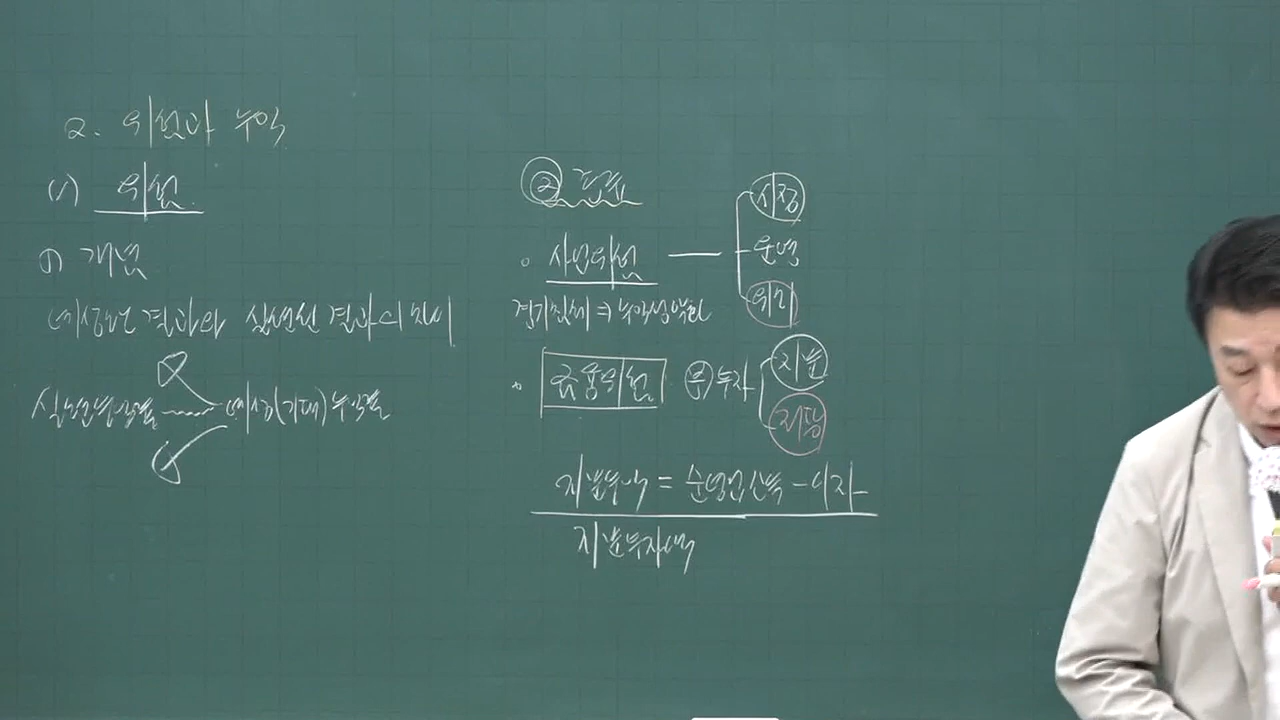 2. 위험과 수익
(1) 위험
① 개념
예상한 결과와 실현된 결과의 차이
실현수익률 예상(기대)수익률
② 종류
• 사업위험 — 시장
운영
위치
경기침체 ⇒ 수익성악화
• 금융위험 부)투자 지분
저당
지분수익 = 순영업소득 - 이자
지분투자액